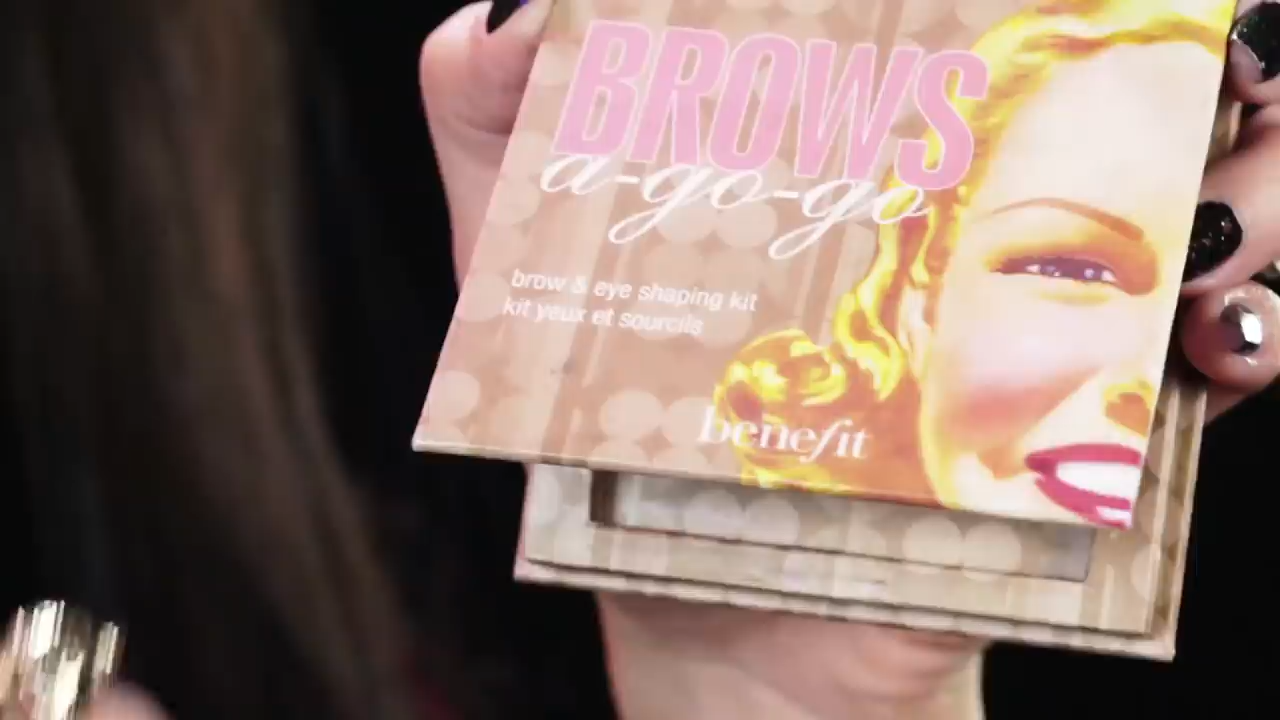 BROWS
a-go-go
brow & eye shaping kit
kit yeux et sourcils
benefit